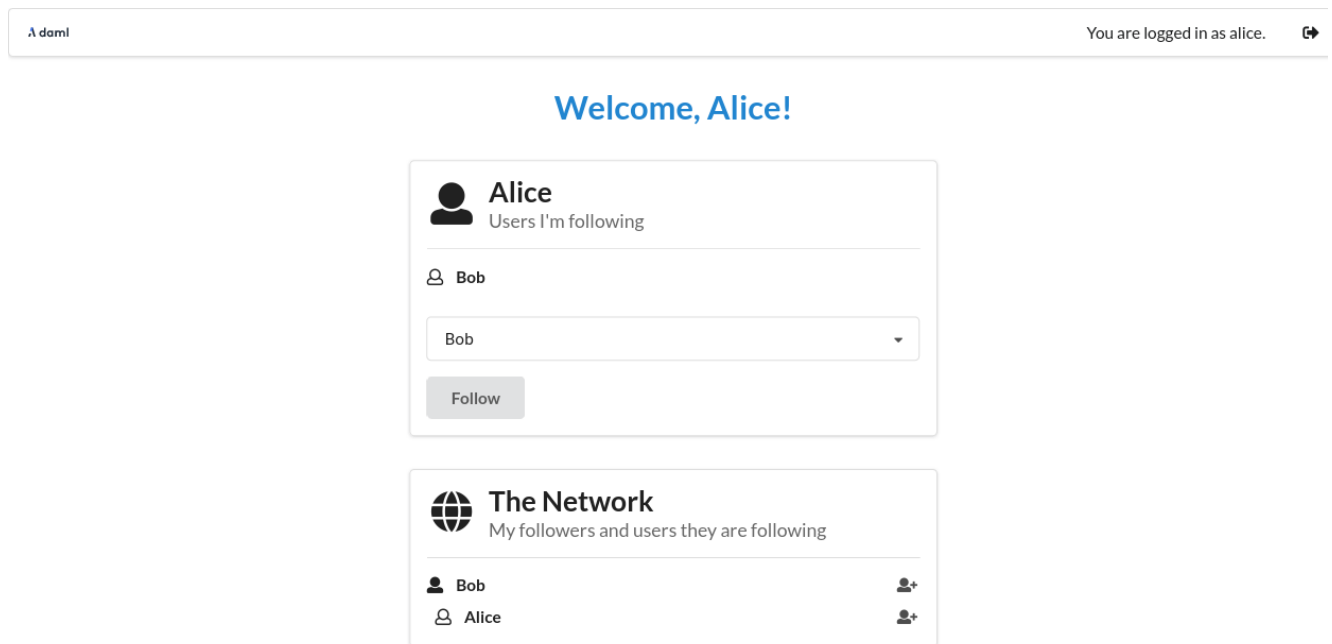 daml
You are logged in as alice.
Welcome, Alice!
Alice
Users I'm following
Bob
Bob
Follow
The Network
My followers and users they are following
Bob
Alice